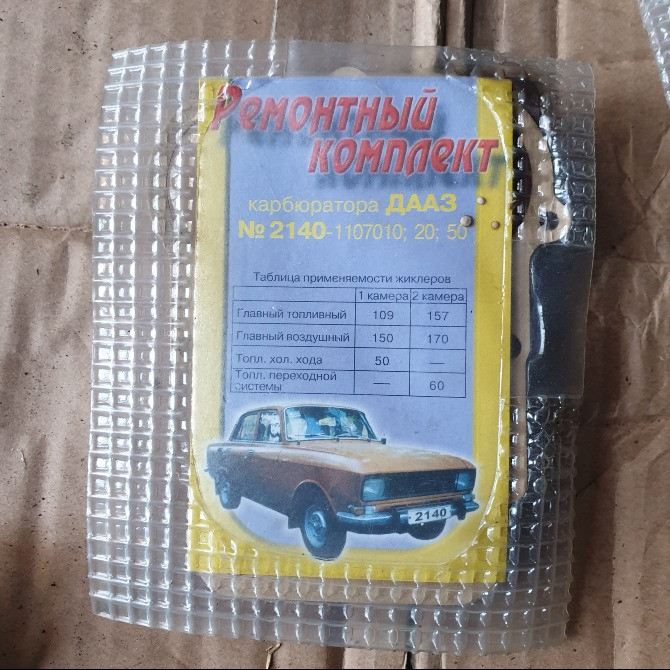 Ремонтный
комплект
карбюратора ДААЗ
№ 2140-1107010; 20; 50
Таблица применяемости жиклеров
1 камера 2 камера
Главный топливный 109 157
Главный воздушный 150 170
Топл. хол. хода 50 —
Топл. переходной
системы — 60
2140